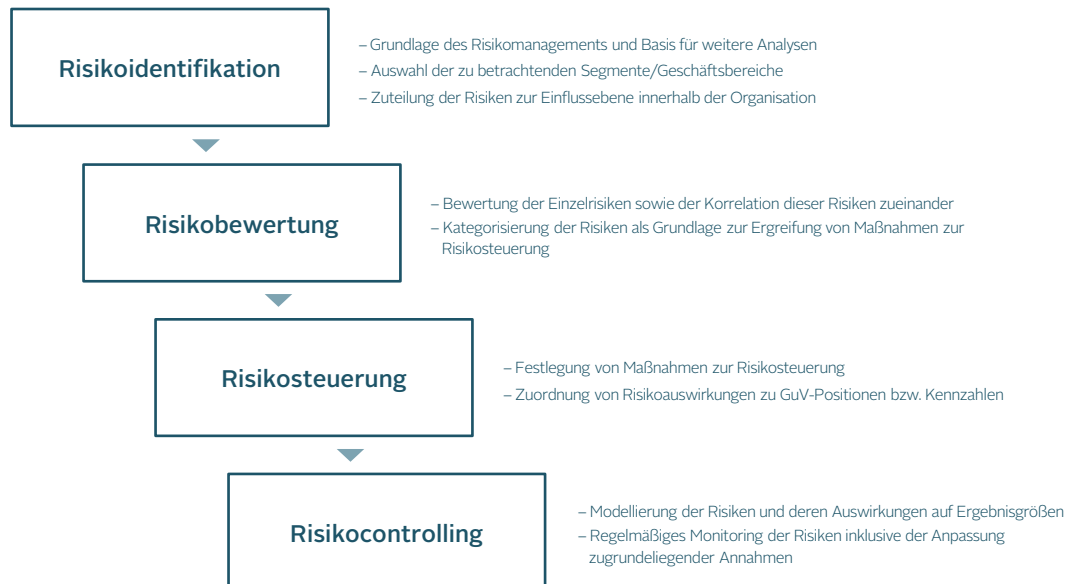 Risikoidentifikation
– Grundlage des Risikomanagements und Basis für weitere Analysen
– Auswahl der zu betrachtenden Segmente/Geschäftsbereiche
– Zuteilung der Risiken zur Einflussebene innerhalb der Organisation
Risikobewertung
– Bewertung der Einzelrisiken sowie der Korrelation dieser Risiken zueinander
– Kategorisierung der Risiken als Grundlage zur Ergreifung von Maßnahmen zur
Risikosteuerung
Risikosteuerung
– Festlegung von Maßnahmen zur Risikosteuerung
– Zuordnung von Risikoauswirkungen zu GuV-Positionen bzw. Kennzahlen
Risikocontrolling
– Modellierung der Risiken und deren Auswirkungen auf Ergebnisgrößen
– Regelmäßiges Monitoring der Risiken inklusive der Anpassung
zugrundeliegender Annahmen